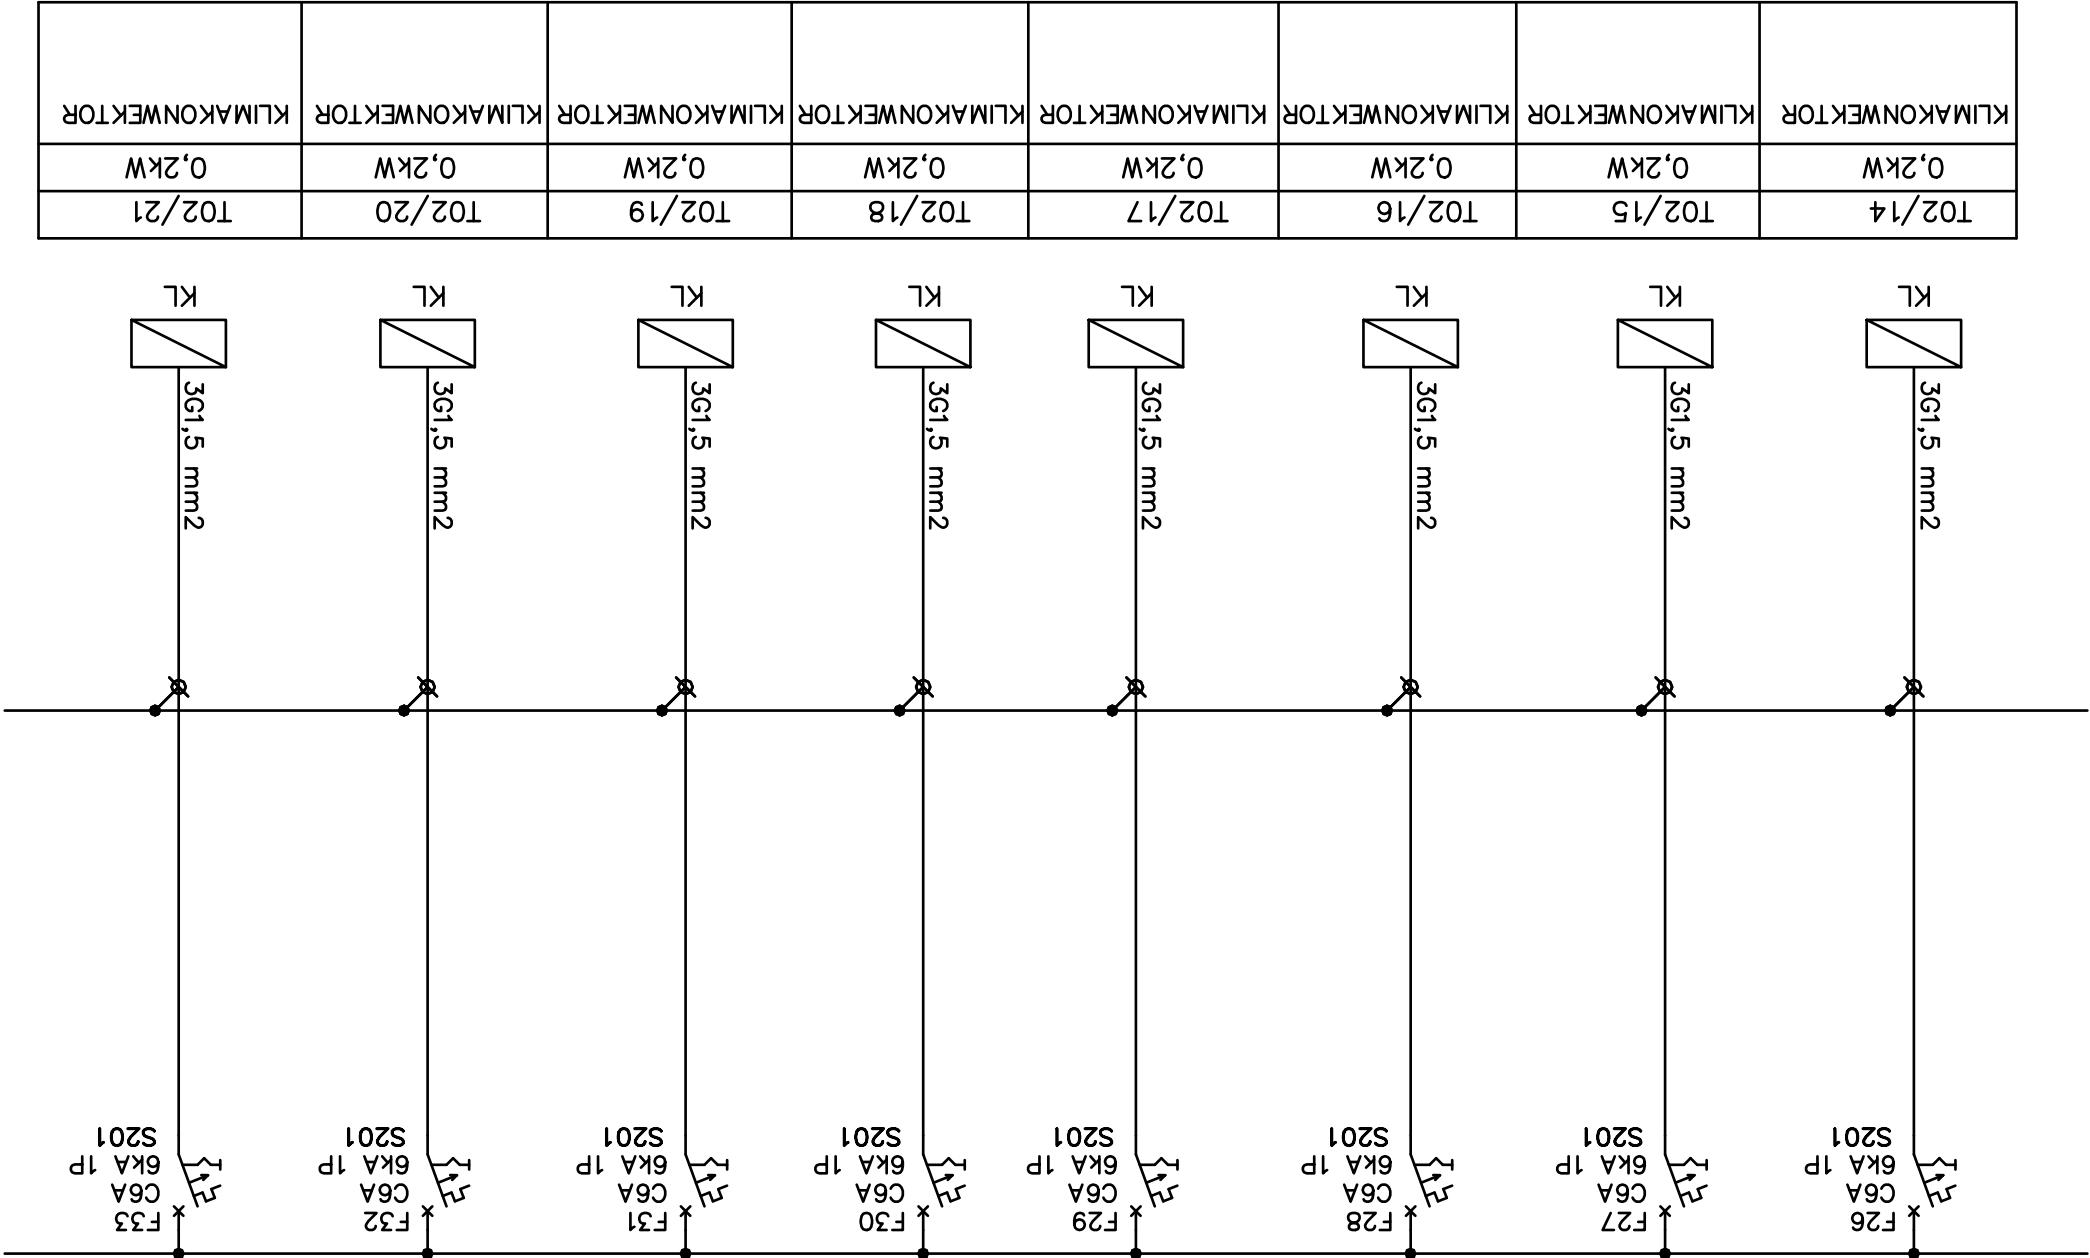 F26
C6A
6kA 1P
S201
F27
C6A
6kA 1P
S201
F28
C6A
6kA 1P
S201
F29
C6A
6kA 1P
S201
F30
C6A
6kA 1P
S201
F31
C6A
6kA 1P
S201
F32
C6A
6kA 1P
S201
F33
C6A
6kA 1P
S201
3G1,5 mm2
3G1,5 mm2
3G1,5 mm2
3G1,5 mm2
3G1,5 mm2
3G1,5 mm2
3G1,5 mm2
3G1,5 mm2
KL
KL
KL
KL
KL
KL
KL
KL
T02/14 T02/15 T02/16 T02/17 T02/18 T02/19 T02/20 T02/21
0,2kW 0,2kW 0,2kW 0,2kW 0,2kW 0,2kW 0,2kW 0,2kW
KLIMAKONWEKTOR KLIMAKONWEKTOR KLIMAKONWEKTOR KLIMAKONWEKTOR KLIMAKONWEKTOR KLIMAKONWEKTOR KLIMAKONWEKTOR KLIMAKONWEKTOR